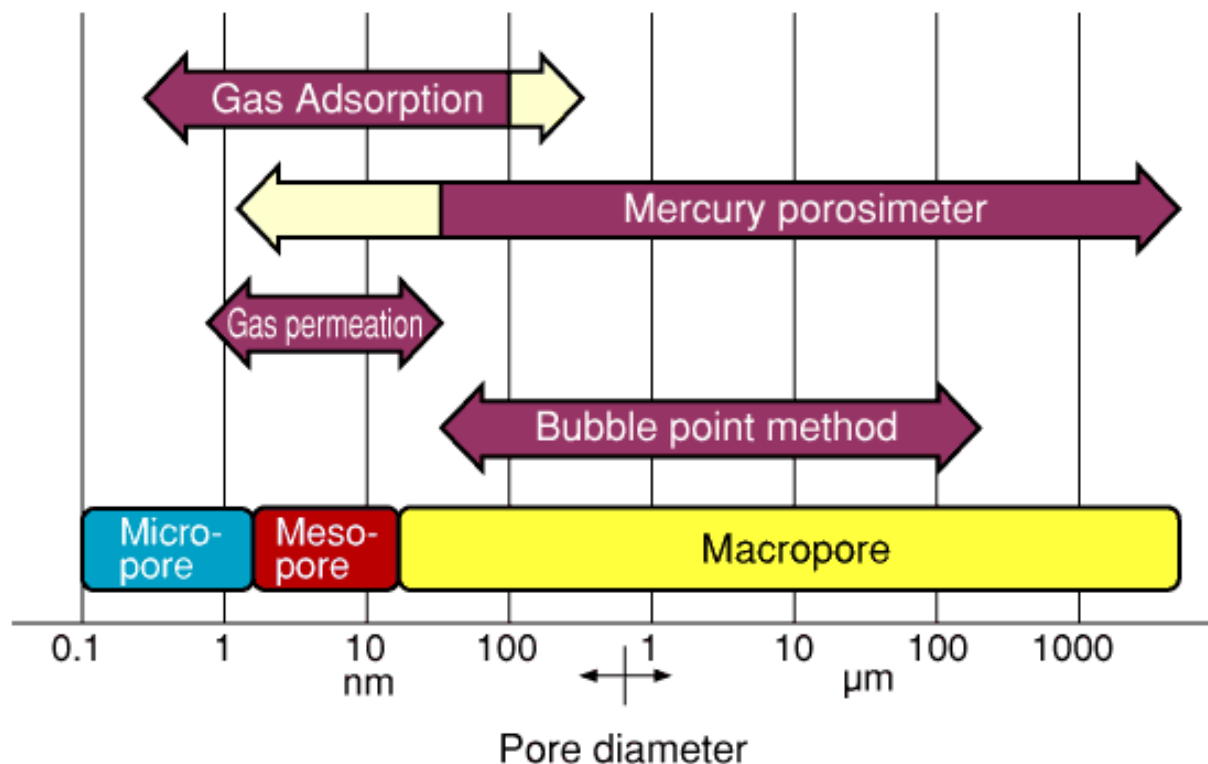 Gas Adsorption
Mercury porosimeter
Gas permeation
Bubble point method
Micro-
pore
Meso-
pore
Macropore
0.1 1 10 100 1 10 100 1000
nm µm
Pore diameter